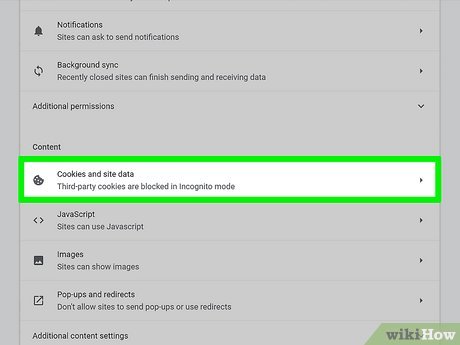 Notifications
Sites can ask to send notifications
Background sync
Recently closed sites can finish sending and receiving data
Additional permissions
Content
Cookies and site data
Third-party cookies are blocked in Incognito mode
JavaScript
Sites can use Javascript
Images
Sites can show images
Pop-ups and redirects
Don't allow sites to send pop-ups or use redirects
Additional content settings
wikiHow